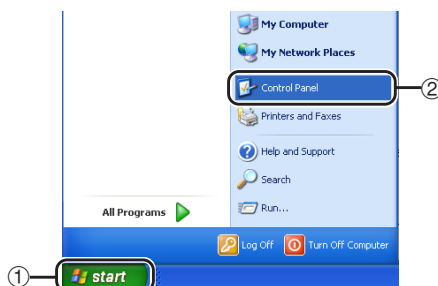 My Computer
My Network Places
Control Panel
②
Printers and Faxes
Help and Support
Search
All Programs
Run...
Log Off
Turn Off Computer
①
start